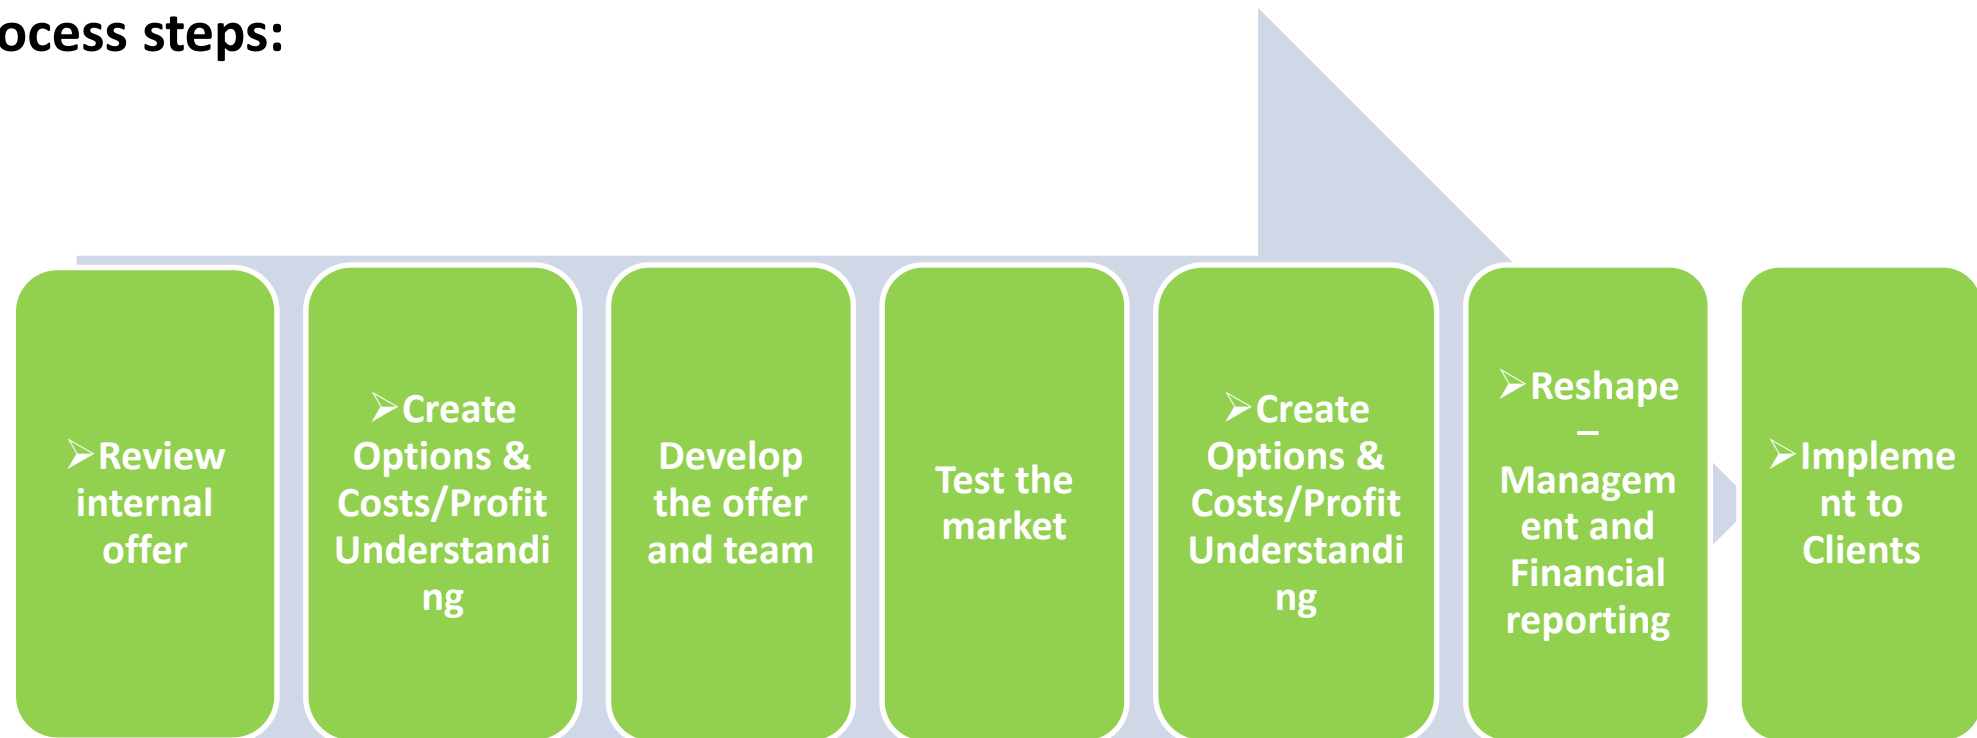 ocess steps:
➢Review
internal
offer
➢Create
Options &
Costs/Profit
Understandi
ng
Develop
the offer
and team
Test the
market
➢Create
Options &
Costs/Profit
Understandi
ng
➢Reshape
–
Managem
ent and
Financial
reporting
➢Impleme
nt to
Clients